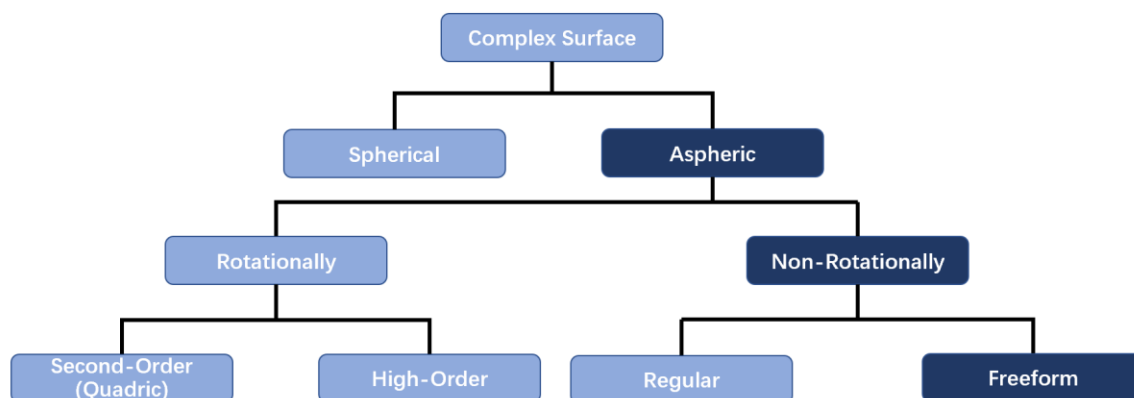 Complex Surface
Spherical
Aspheric
Rotationally
Non-Rotationally
Second-Order
(Quadric)
High-Order
Regular
Freeform